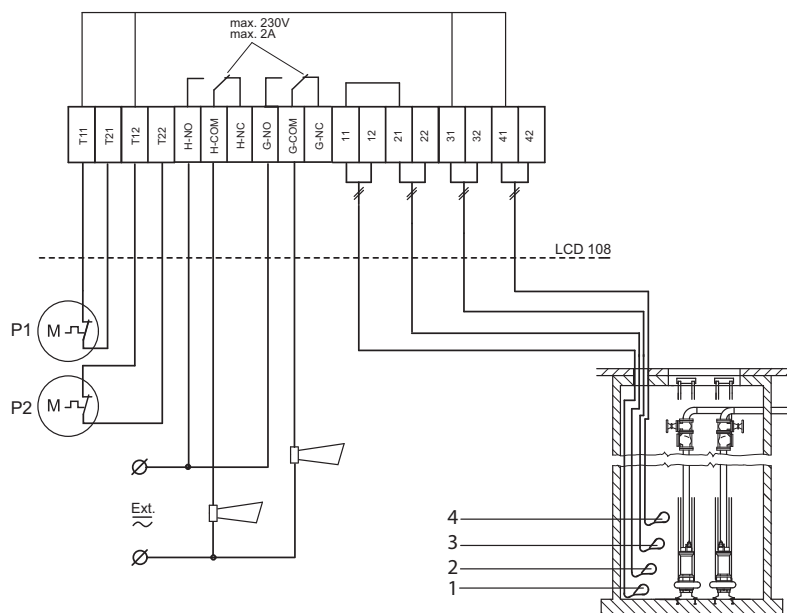 max. 230V
max. 2A
T11 T21 T12 T22 H-NO H-COM H-NC G-NO G-COM G-NC 11 12 21 22 31 32 41 42
LCD 108
P1 M
P2 M
Ext.
4
3
2
1